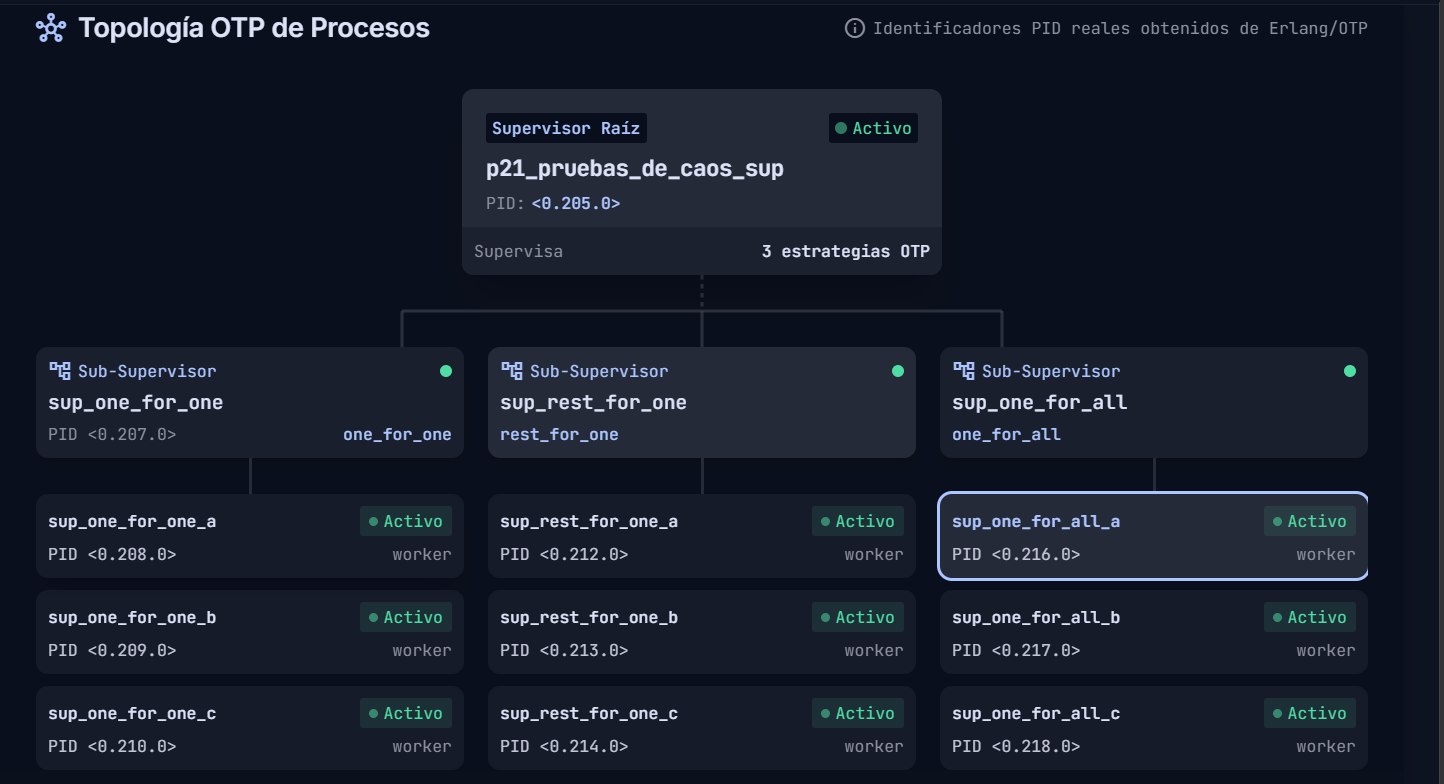 Topología OTP de Procesos
Identificadores PID reales obtenidos de Erlang/OTP
Supervisor Raíz
Activo
p21_pruebas_de_caos_sup
PID: <0.205.0>
Supervisa
3 estrategias OTP
Sub-Supervisor
sup_one_for_one
PID <0.207.0>
one_for_one
sup_one_for_one_a
Activo
PID <0.208.0>
worker
sup_one_for_one_b
Activo
PID <0.209.0>
worker
sup_one_for_one_c
Activo
PID <0.210.0>
worker
Sub-Supervisor
sup_rest_for_one
rest_for_one
sup_rest_for_one_a
Activo
PID <0.212.0>
worker
sup_rest_for_one_b
Activo
PID <0.213.0>
worker
sup_rest_for_one_c
Activo
PID <0.214.0>
worker
Sub-Supervisor
sup_one_for_all
one_for_all
sup_one_for_all_a
Activo
PID <0.216.0>
worker
sup_one_for_all_b
Activo
PID <0.217.0>
worker
sup_one_for_all_c
Activo
PID <0.218.0>
worker